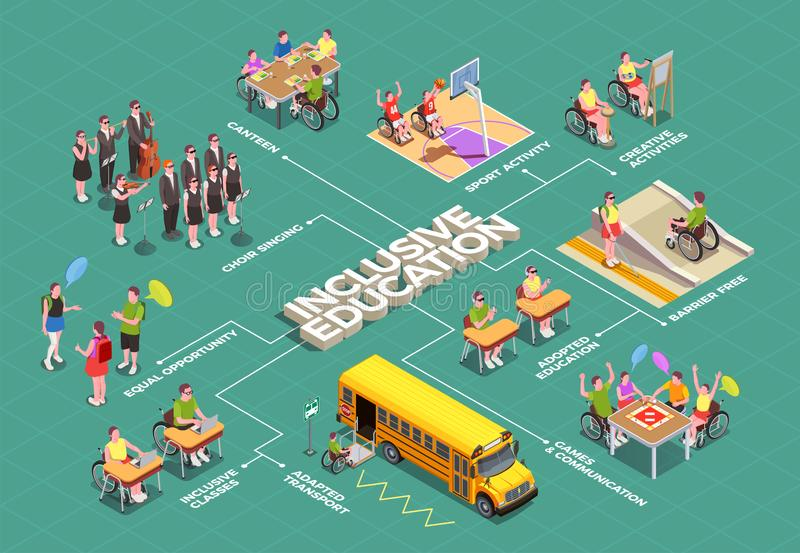 CANTEEN
SPORT ACTIVITY
CREATIVE
ACTIVITIES
CHOIR SINGING
INCLUSIVE
EDUCATION
BARRIER FREE
EQUAL OPPORTUNITY
ADOPTED
EDUCATION
INCLUSIVE
CLASSES
ADAPTED
TRANSPORT
GAMES
& COMMUNICATION
dreamstime